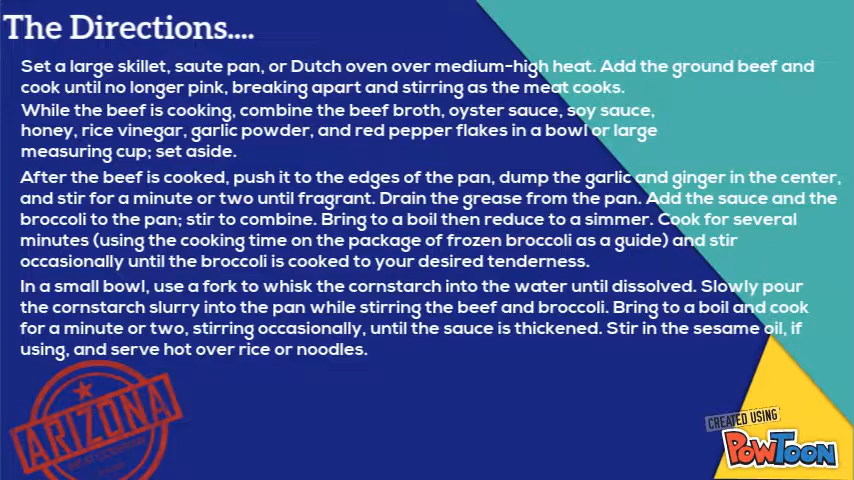 The Directions....
Set a large skillet, saute pan, or Dutch oven over medium-high heat. Add the ground beef and
cook until no longer pink, breaking apart and stirring as the meat cooks.
While the beef is cooking, combine the beef broth, oyster sauce, soy sauce,
honey, rice vinegar, garlic powder, and red pepper flakes in a bowl or large
measuring cup; set aside.
After the beef is cooked, push it to the edges of the pan, dump the garlic and ginger in the center,
and stir for a minute or two until fragrant. Drain the grease from the pan. Add the sauce and the
broccoli to the pan; stir to combine. Bring to a boil then reduce to a simmer. Cook for several
minutes (using the cooking time on the package of frozen broccoli as a guide) and stir
occasionally until the broccoli is cooked to your desired tenderness.
In a small bowl, use a fork to whisk the cornstarch into the water until dissolved. Slowly pour
the cornstarch slurry into the pan while stirring the beef and broccoli. Bring to a boil and cook
for a minute or two, stirring occasionally, until the sauce is thickened. Stir in the sesame oil, if
using, and serve hot over rice or noodles.
ARIZONA
CREATED USING
POWTOON